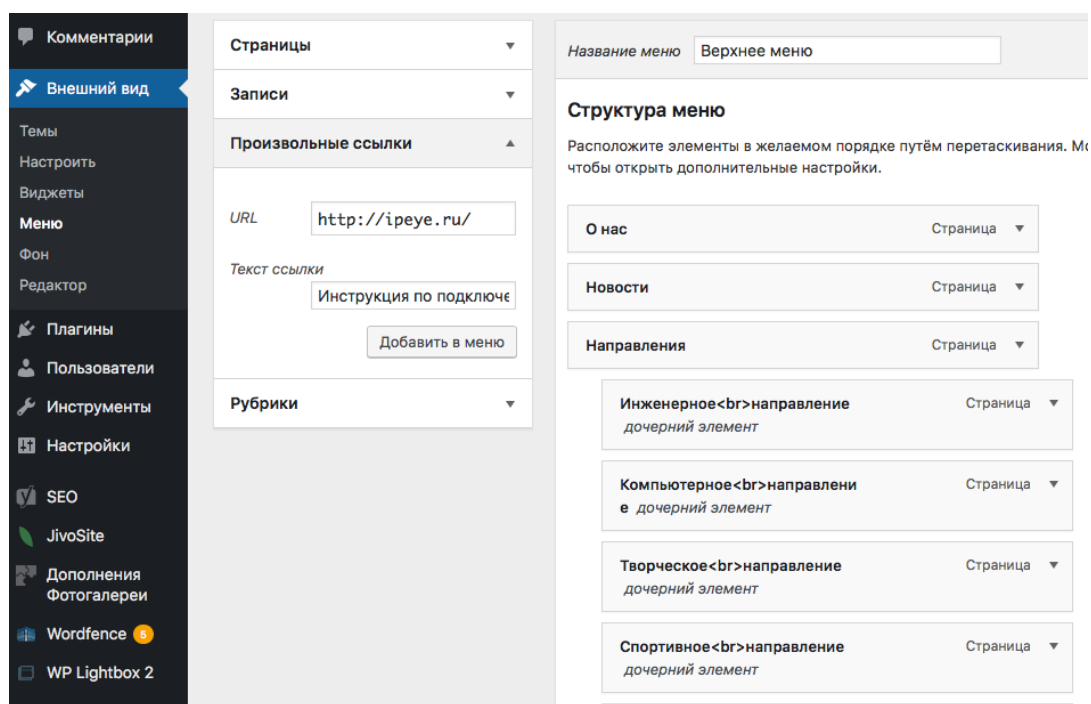 Комментарии
Внешний вид
Темы
Настроить
Виджеты
Меню
Фон
Редактор
Плагины
Пользователи
Инструменты
Настройки
SEO
JivoSite
Дополнения
Фотогалереи
Wordfence 5
WP Lightbox 2
Страницы
Записи
Произвольные ссылки
URL http://ipeye.ru/
Текст ссылки
Инструкция по подключе
Добавить в меню
Рубрики
Название меню Верхнее меню
Структура меню
Расположите элементы в желаемом порядке путём перетаскивания. Мо
чтобы открыть дополнительные настройки.
О нас Страница
Новости Страница
Направления Страница
Инженерное<br>направление Страница
дочерний элемент
Компьютерное<br>направлени Страница
е дочерний элемент
Творческое<br>направление Страница
дочерний элемент
Спортивное<br>направление Страница
дочерний элемент